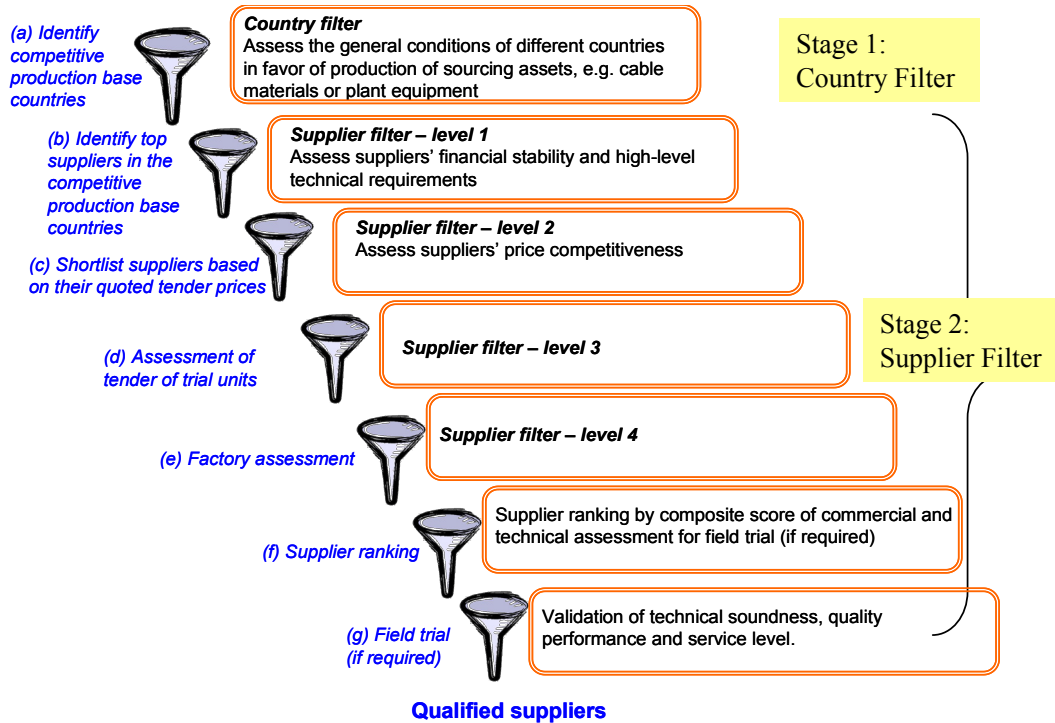 (a) Identify
competitive
production base
countries
Country filter
Assess the general conditions of different countries
in favor of production of sourcing assets, e.g. cable
materials or plant equipment
Stage 1:
Country Filter
(b) Identify top
suppliers in the
competitive
production base
countries
Supplier filter – level 1
Assess suppliers’ financial stability and high-level
technical requirements
(c) Shortlist suppliers based
on their quoted tender prices
Supplier filter – level 2
Assess suppliers’ price competitiveness
Stage 2:
Supplier Filter
(d) Assessment of
tender of trial units
Supplier filter – level 3
(e) Factory assessment
Supplier filter – level 4
(f) Supplier ranking
Supplier ranking by composite score of commercial and
technical assessment for field trial (if required)
(g) Field trial
(if required)
Validation of technical soundness, quality
performance and service level.
Qualified suppliers